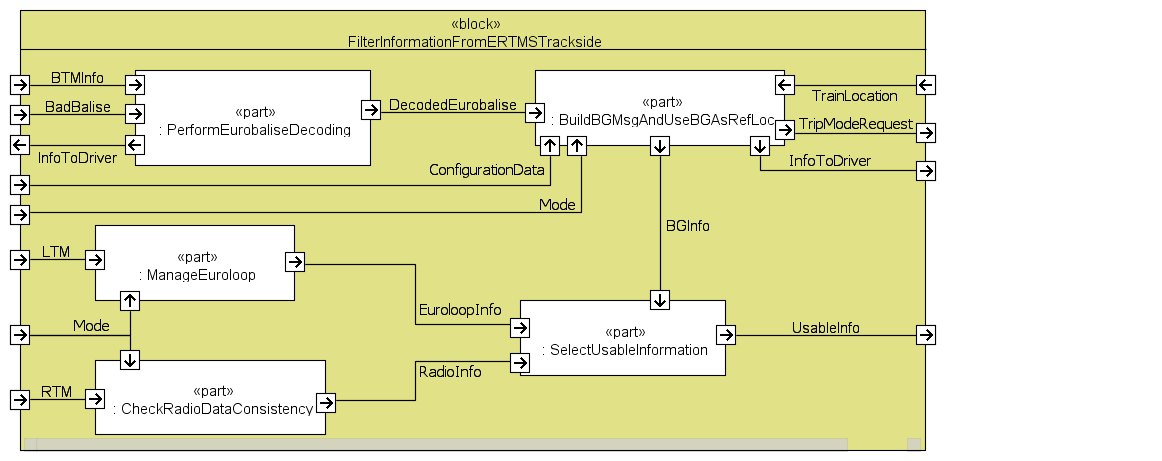 «block»
FilterInformationFromERTMSTrackside
BTMInfo
BadBalise
InfoToDriver
«part»
: PerformEurobaliseDecoding
DecodedEurobalise
«part»
: BuildBGMsgAndUseBGAsRefLoc
TrainLocation
TripModeRequest
InfoToDriver
ConfigurationData
Mode
BGInfo
LTM
«part»
: ManageEuroloop
EuroloopInfo
Mode
«part»
: SelectUsableInformation
UsableInfo
RadioInfo
RTM
«part»
: CheckRadioDataConsistency